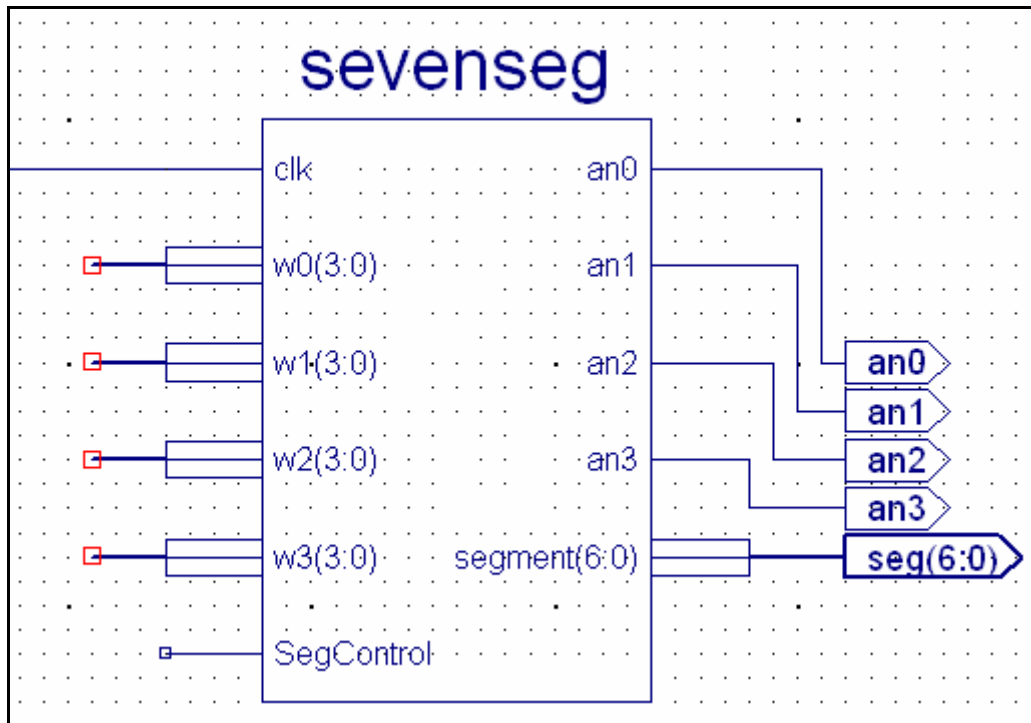 sevenseg
clk
an0
w0(3:0)
an1
w1(3:0)
an2
an0
an1
w2(3:0)
an3
an2
an3
w3(3:0)
segment(6:0)
seg(6:0)
SegControl